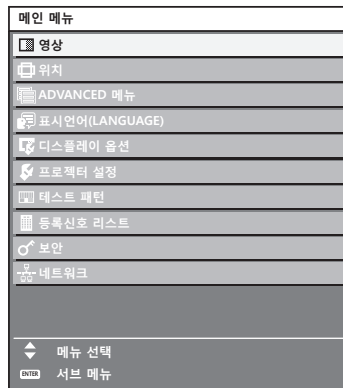 메인 메뉴
영상
위치
ADVANCED 메뉴
표시언어(LANGUAGE)
디스플레이 옵션
프로젝터 설정
테스트 패턴
등록신호 리스트
보안
네트워크
메뉴 선택
ENTER 서브 메뉴